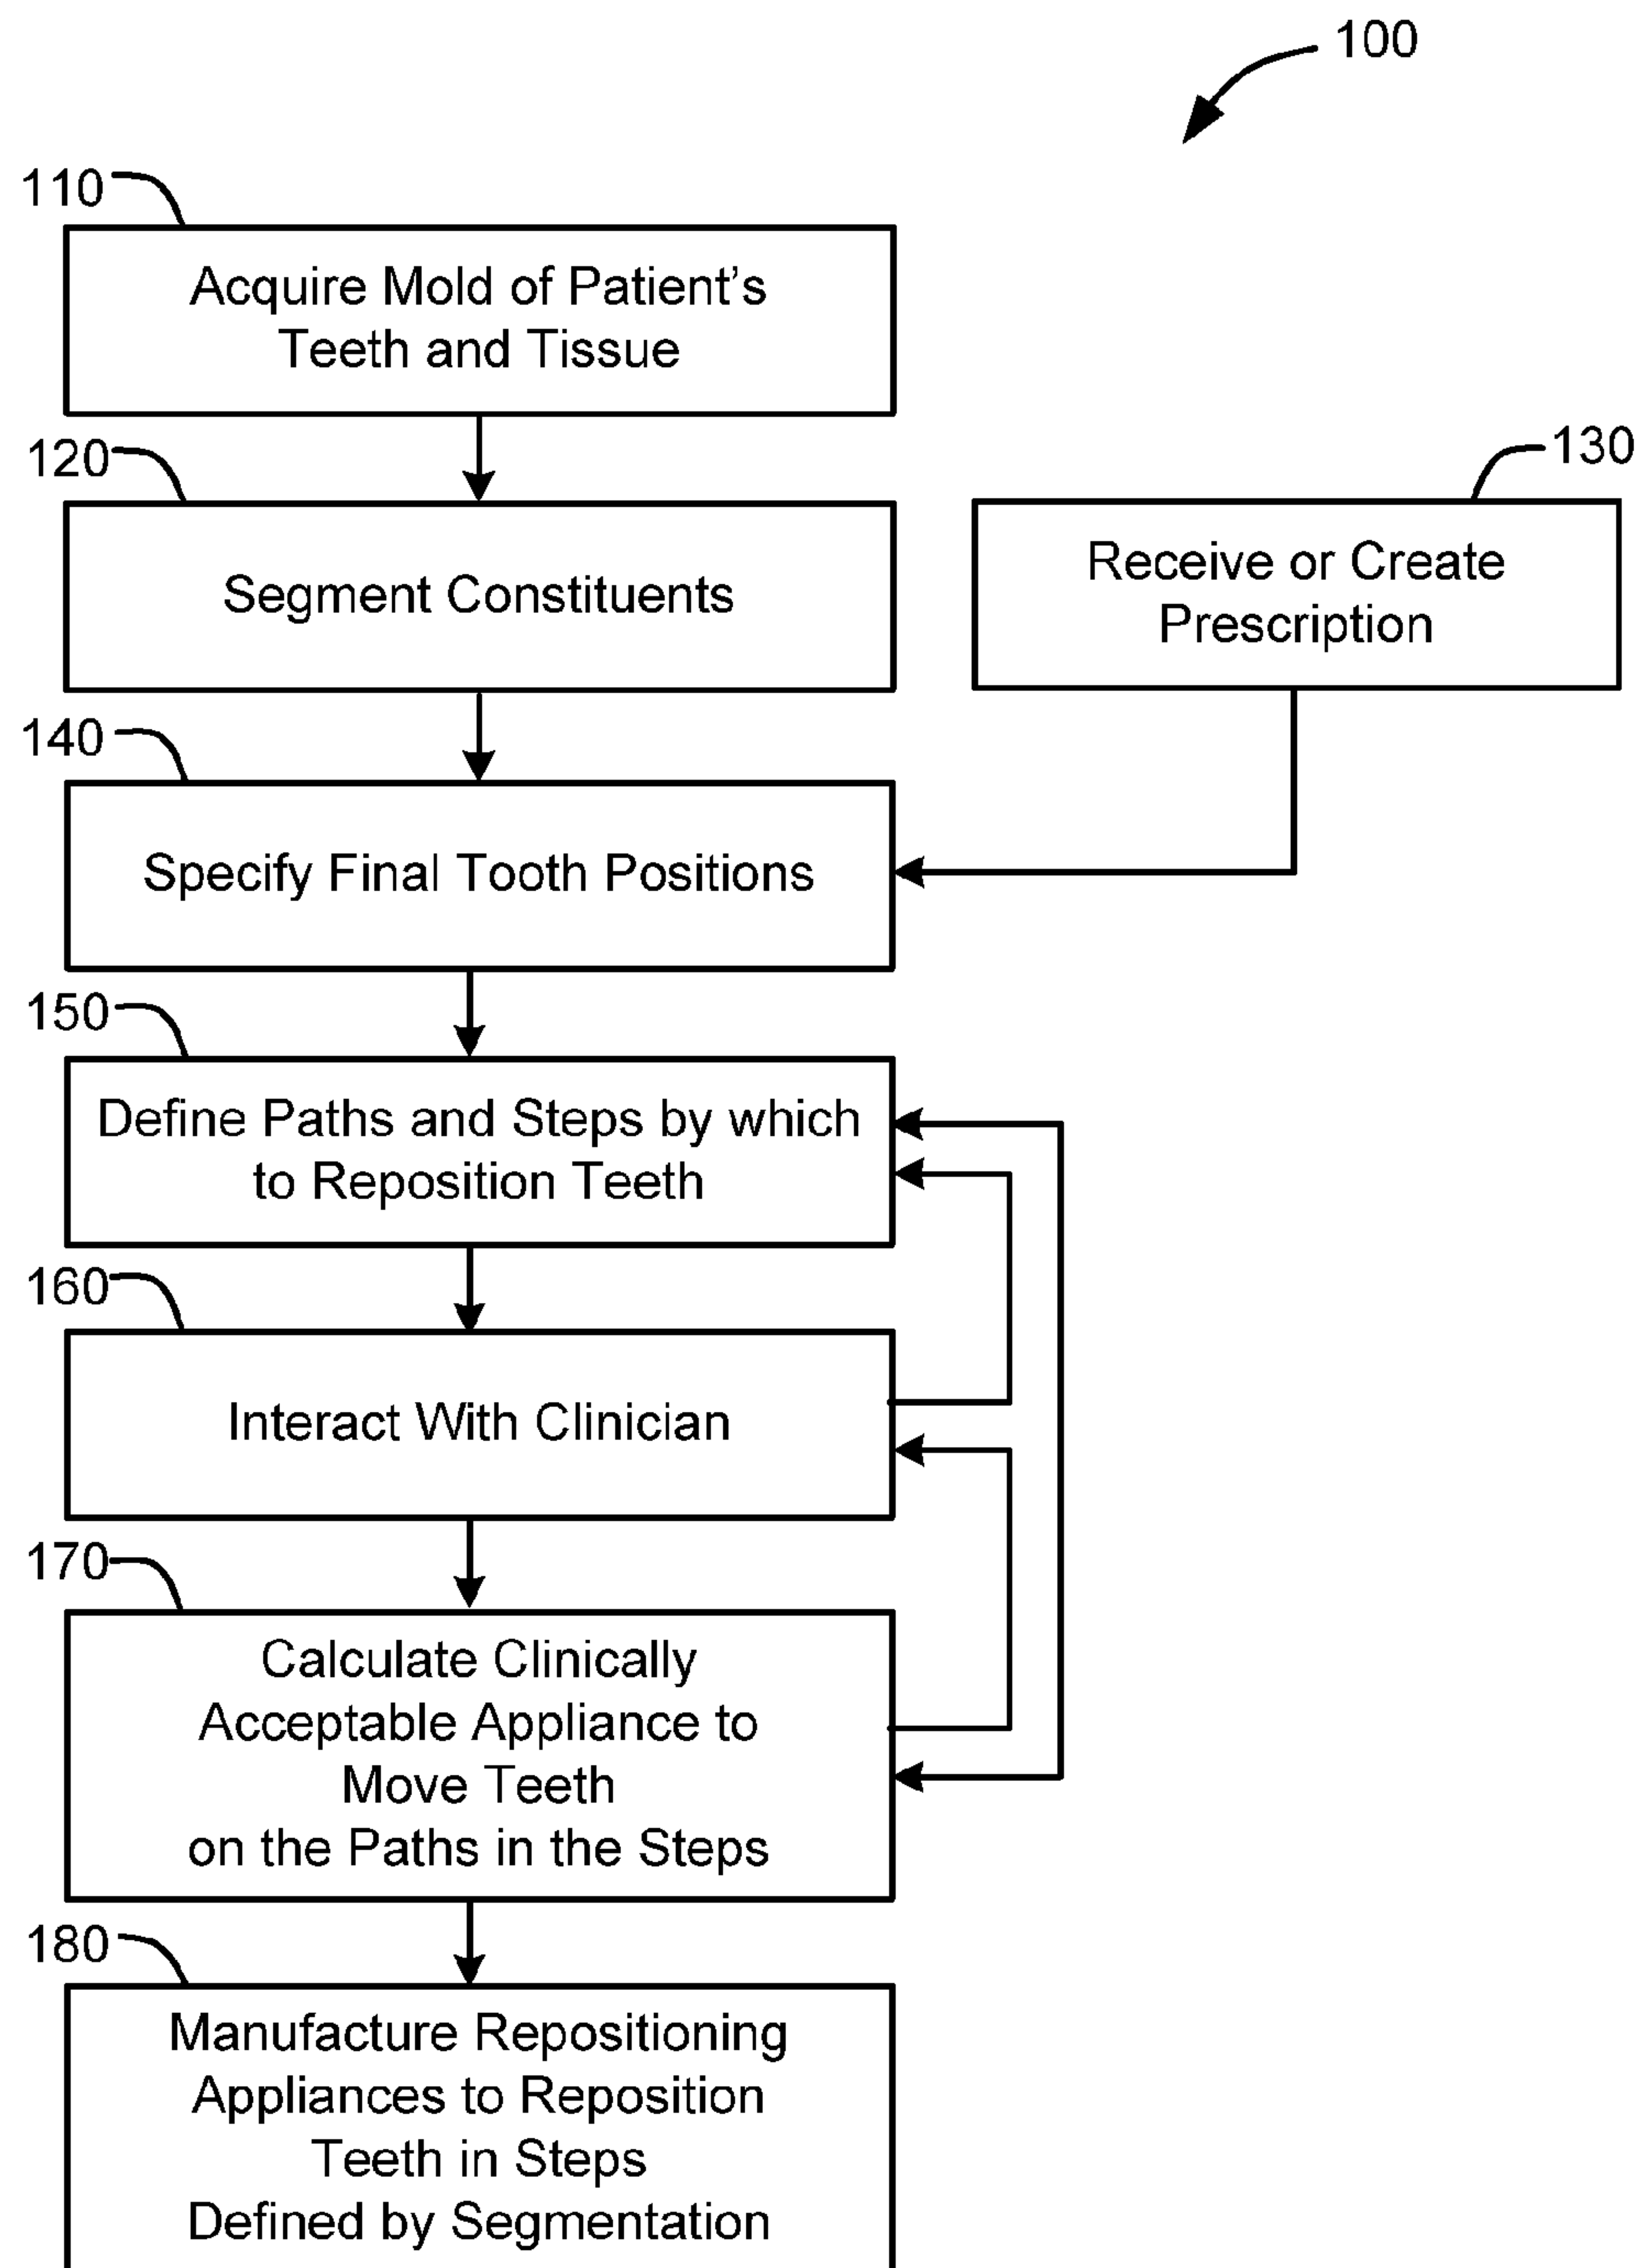 100
110
Acquire Mold of Patient's
Teeth and Tissue
120
Segment Constituents
130
Receive or Create
Prescription
140
Specify Final Tooth Positions
150
Define Paths and Steps by which
to Reposition Teeth
160
Interact With Clinician
170
Calculate Clinically
Acceptable Appliance to
Move Teeth
on the Paths in the Steps
180
Manufacture Repositioning
Appliances to Reposition
Teeth in Steps
Defined by Segmentation